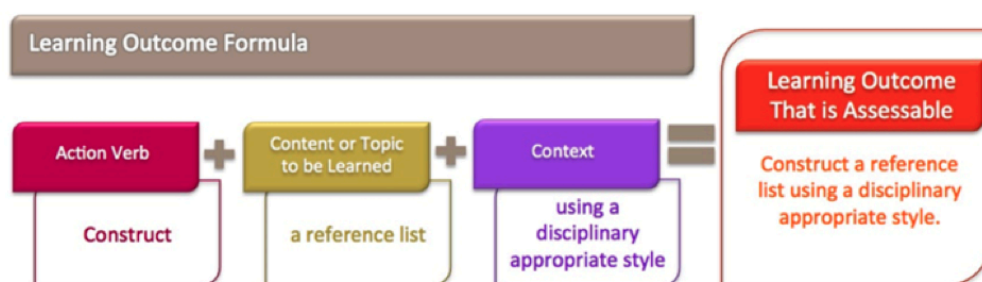 Learning Outcome Formula
Learning Outcome
That is Assessable
Action Verb
+
Content or Topic
to be Learned
+
Context
=
Construct
a reference list
using a
disciplinary
appropriate style
Construct a reference
list using a disciplinary
appropriate style.